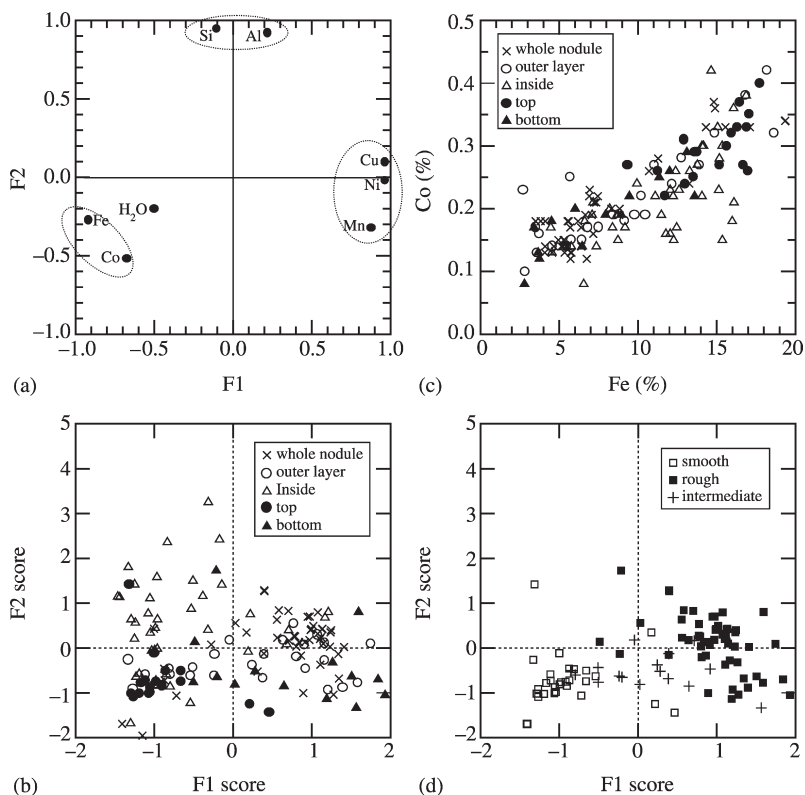 1.0
0.5
0.0
−0.5
−1.0
F2
Si
Al
Cu
Ni
Mn
H2O
Fe
Co
−1.0
−0.5
0.0
0.5
1.0
(a)
F1
0.5
0.4
0.3
0.2
0.1
0.0
Co (%)
whole nodule
outer layer
inside
top
bottom
0
5
10
15
20
(c)
Fe (%)
5
4
3
2
1
0
−1
−2
F2 score
whole nodule
outer layer
Inside
top
bottom
−2
−1
0
1
2
(b)
F1 score
5
4
3
2
1
0
−1
−2
F2 score
smooth
rough
intermediate
−2
−1
0
1
2
(d)
F1 score